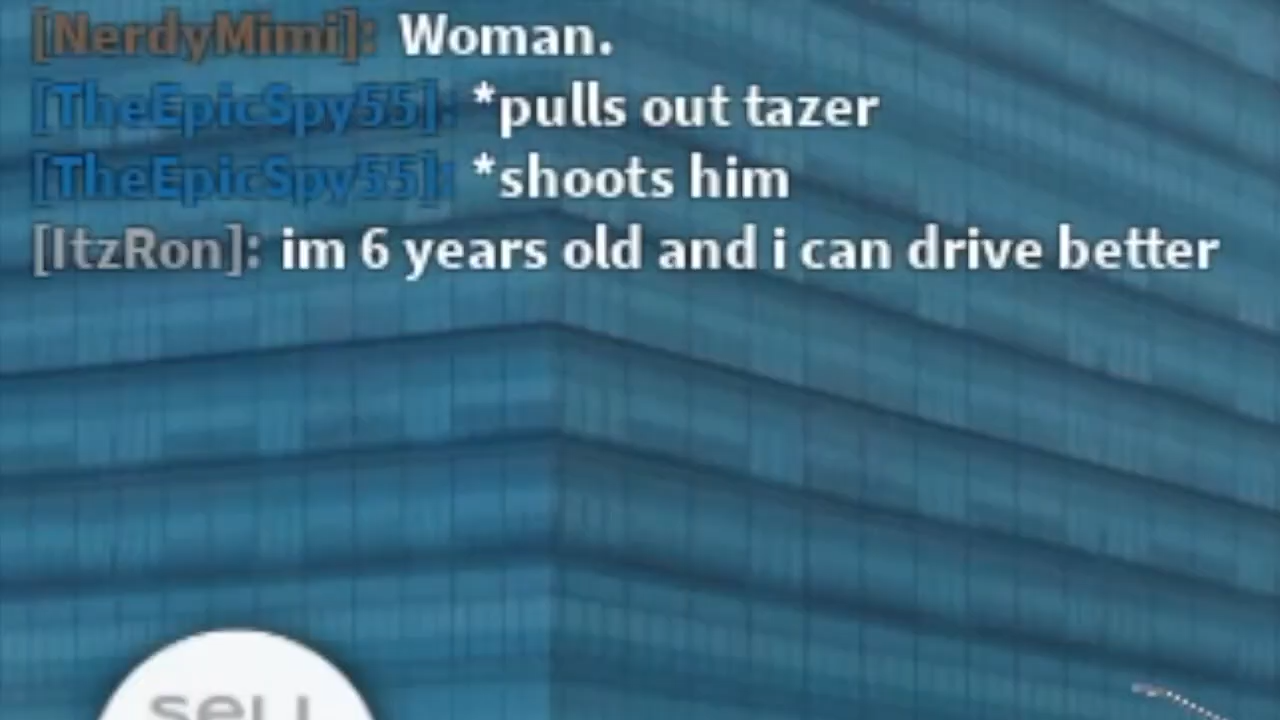 [NerdyMimi]: Woman.
[TheEpicSpy55]: *pulls out tazer
[TheEpicSpy55]: *shoots him
[ItzRon]: im 6 years old and i can drive better